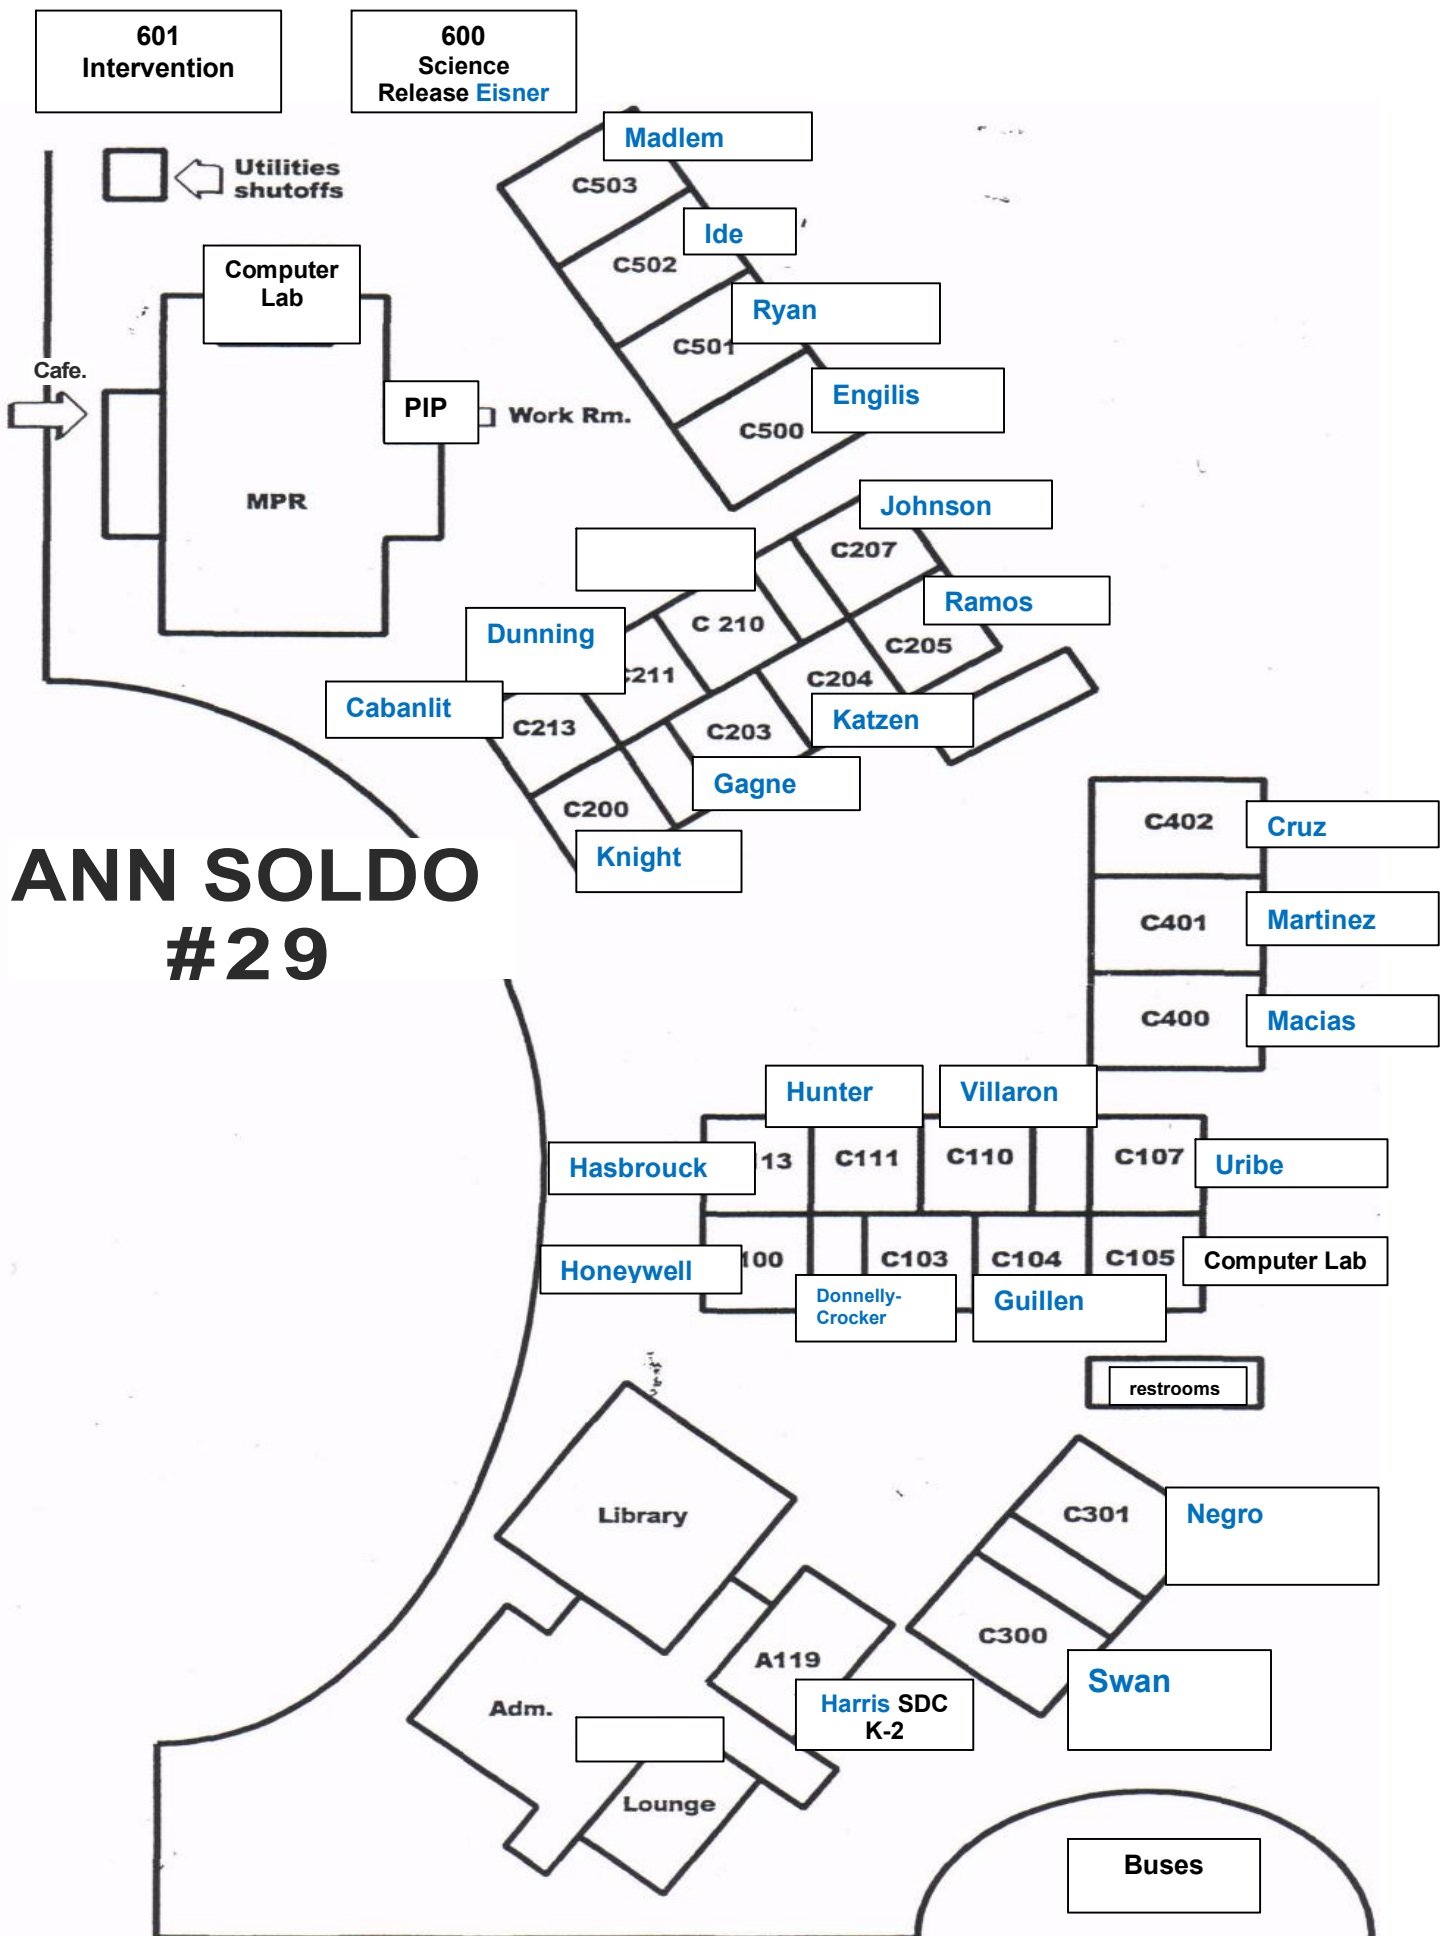 601
Intervention
600
Science
Release Eisner
Utilities
shutoffs
Madlem
C503
Ide
C502
Computer
Lab
Ryan
C501
Cafe.
PIP
Work Rm.
Engilis
C500
MPR
Johnson
C207
Ramos
C 210
Dunning
C205
C211
C204
Cabanlit
C213
C203
Katzen
Gagne
C200
Knight
ANN SOLDO
#29
C402
Cruz
C401
Martinez
C400
Macias
Hunter
Villaron
Hasbrouck
13
C111
C110
C107
Uribe
Honeywell
100
C103
C104
C105
Computer Lab
Donnelly-
Crocker
Guillen
restrooms
Library
C301
Negro
C300
A119
Swan
Harris SDC
K-2
Adm.
Lounge
Buses